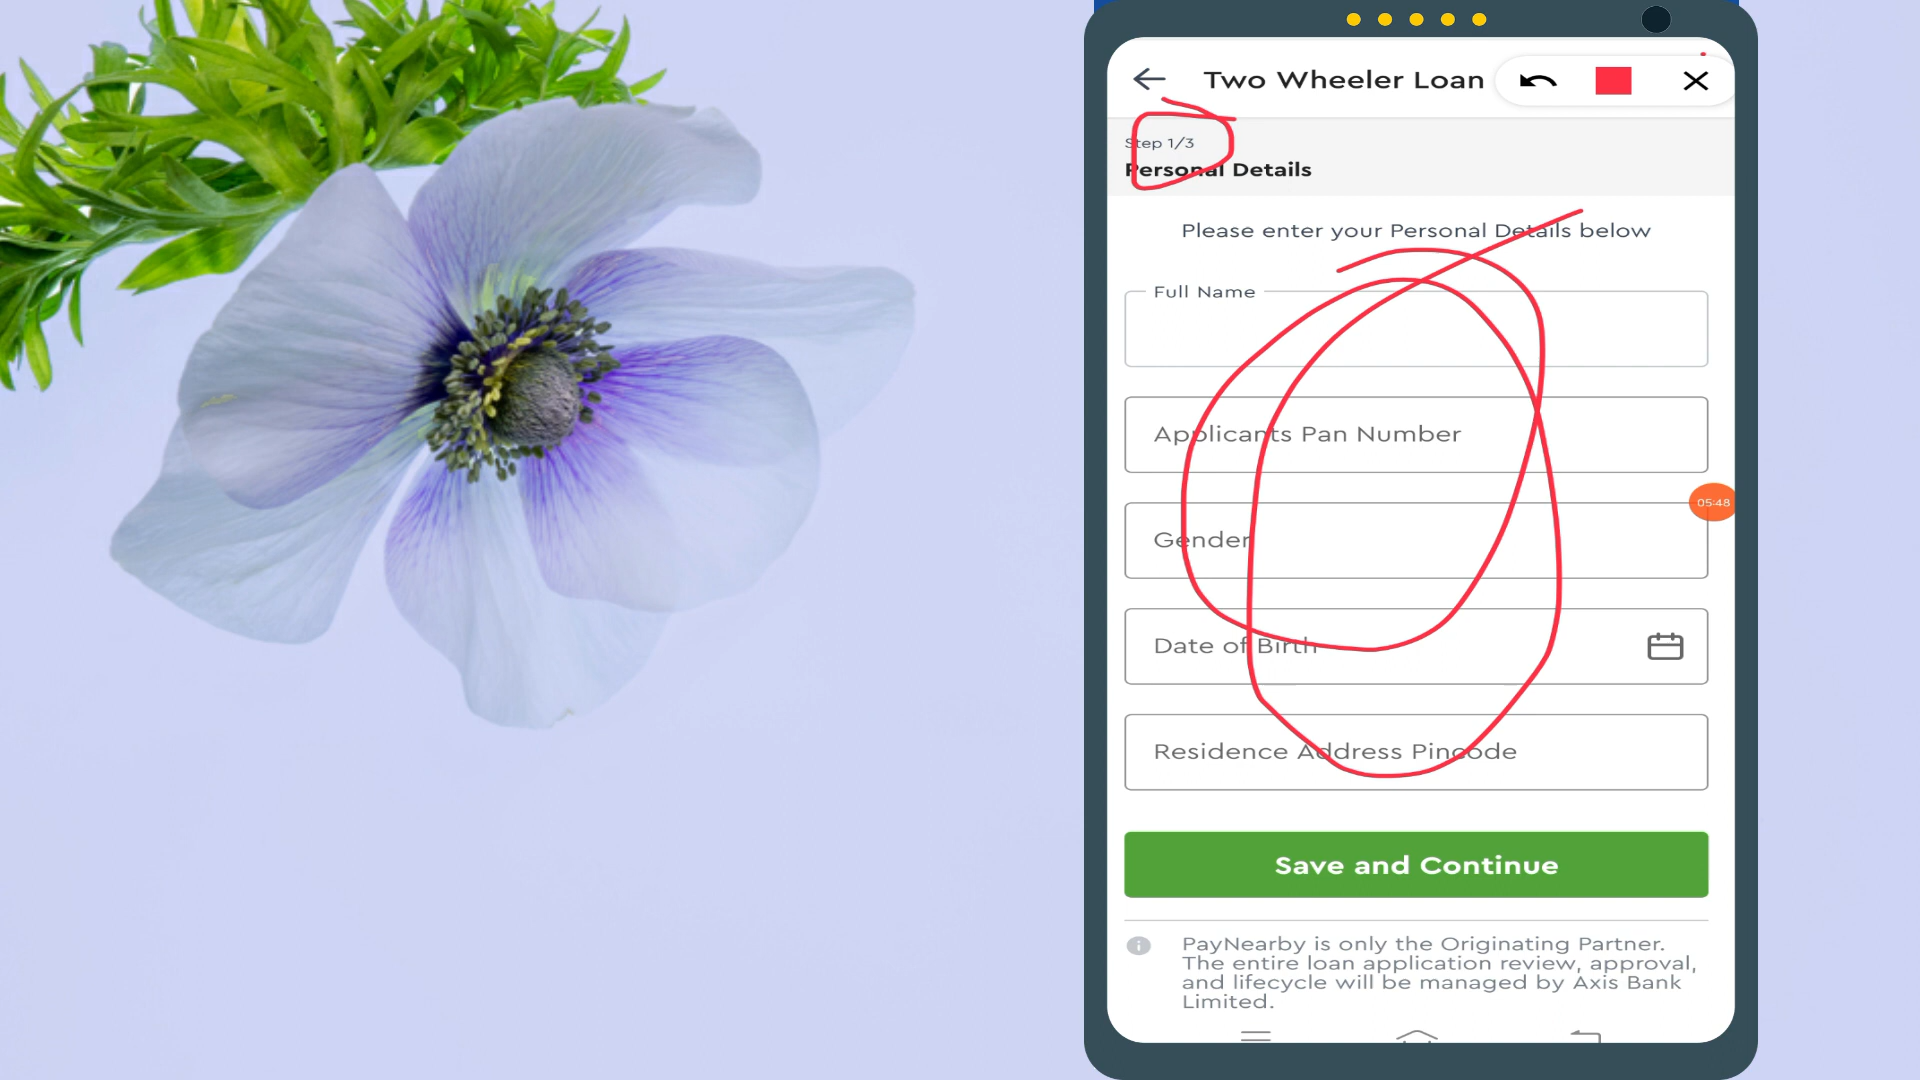 Two Wheeler Loan
Step 1/3
Personal Details
Please enter your Personal Details below
Full Name
Applicants Pan Number
05:48
Gender
Date of Birth
Residence Address Pincode
Save and Continue
PayNearby is only the Originating Partner.
The entire loan application review, approval,
and lifecycle will be managed by Axis Bank
Limited.